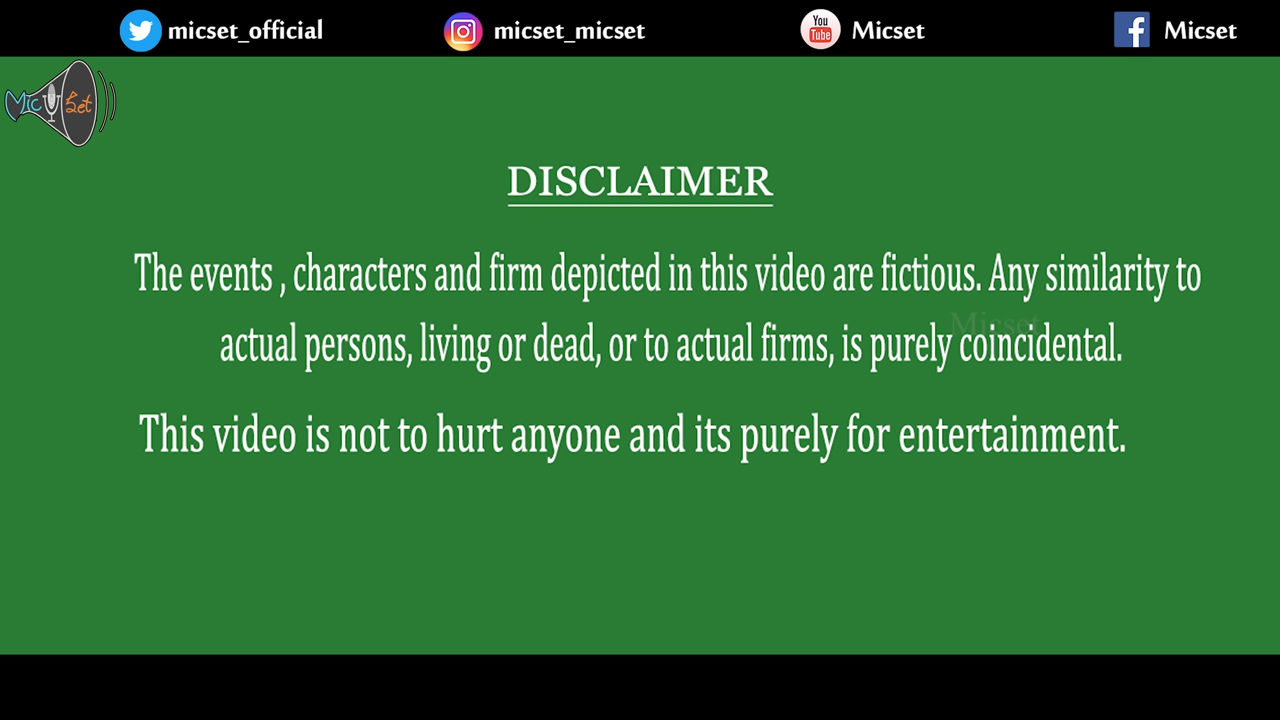 micset_official micset_micset You Tube Micset f Micset
Mic Set
DISCLAIMER
The events , characters and firm depicted in this video are fictious. Any similarity to
Micset
actual persons, living or dead, or to actual firms, is purely coincidental.
This video is not to hurt anyone and its purely for entertainment.